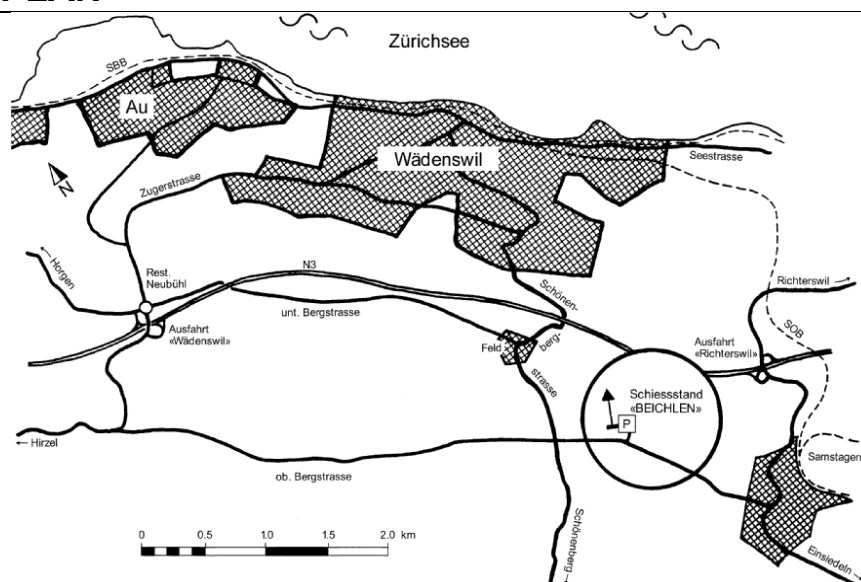 Zürichsee
SBB
Au
Wädenswil
Seestrasse
N
Zugerstrasse
Horgen
Rest.
Neubühl
N3
Schönen-
berg-
strasse
Richterswil
SOB
unt. Bergstrasse
Ausfahrt
«Wädenswil»
Feld
Ausfahrt
«Richterswil»
Schiessstand
«BEICHLEN»
P
← Hirzel
Samstagern
ob. Bergstrasse
0 0.5 1.0 1.5 2.0 km
Schönenberg
Einsiedeln